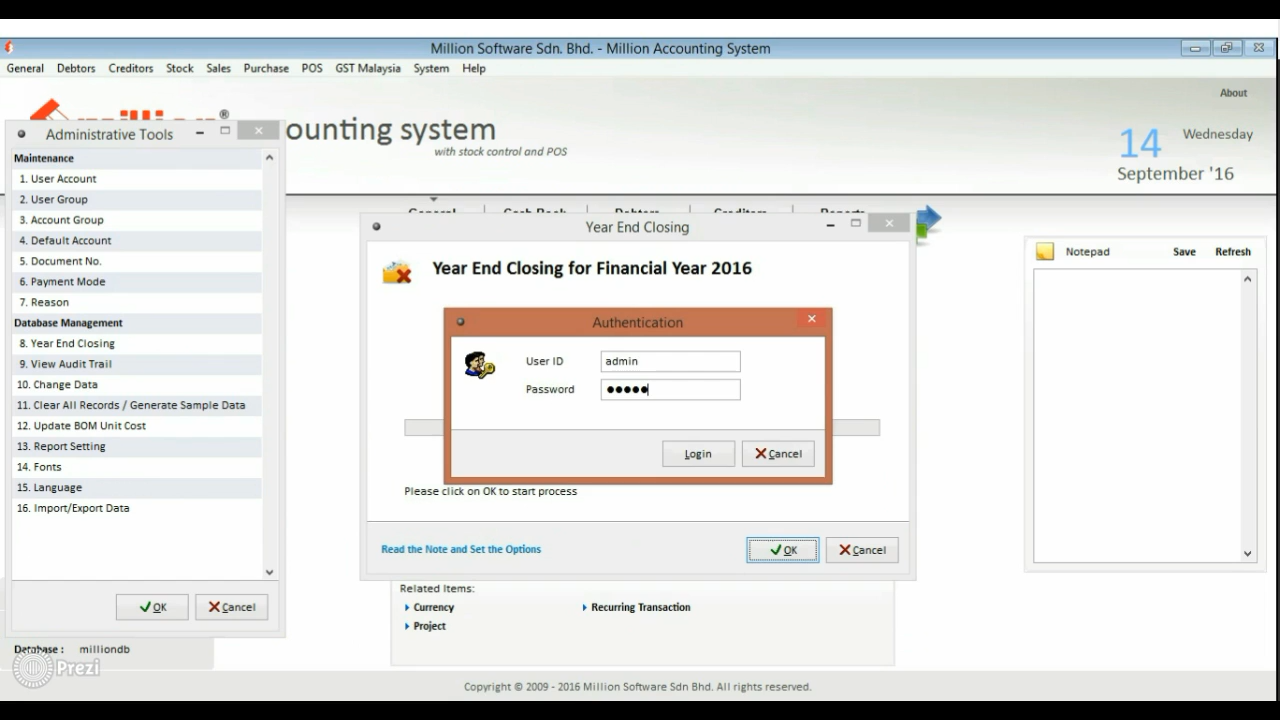 Million Software Sdn. Bhd. - Million Accounting System
General Debtors Creditors Stock Sales Purchase POS GST Malaysia System Help
About
million®
ounting system
with stock control and POS
14 Wednesday
September '16
Administrative Tools
Maintenance
1. User Account
2. User Group
3. Account Group
4. Default Account
5. Document No.
6. Payment Mode
7. Reason
Database Management
8. Year End Closing
9. View Audit Trail
10. Change Data
11. Clear All Records / Generate Sample Data
12. Update BOM Unit Cost
13. Report Setting
14. Fonts
15. Language
16. Import/Export Data
OK Cancel
Database : milliondb
Prezi
General Cash Book Debtors Creditors Reports
Year End Closing
Year End Closing for Financial Year 2016
Authentication
User ID admin
Password ●●●●●
Login Cancel
Please click on OK to start process
Read the Note and Set the Options
OK Cancel
Related Items:
Currency Recurring Transaction
Project
Notepad Save Refresh
Copyright © 2009 - 2016 Million Software Sdn Bhd. All rights reserved.